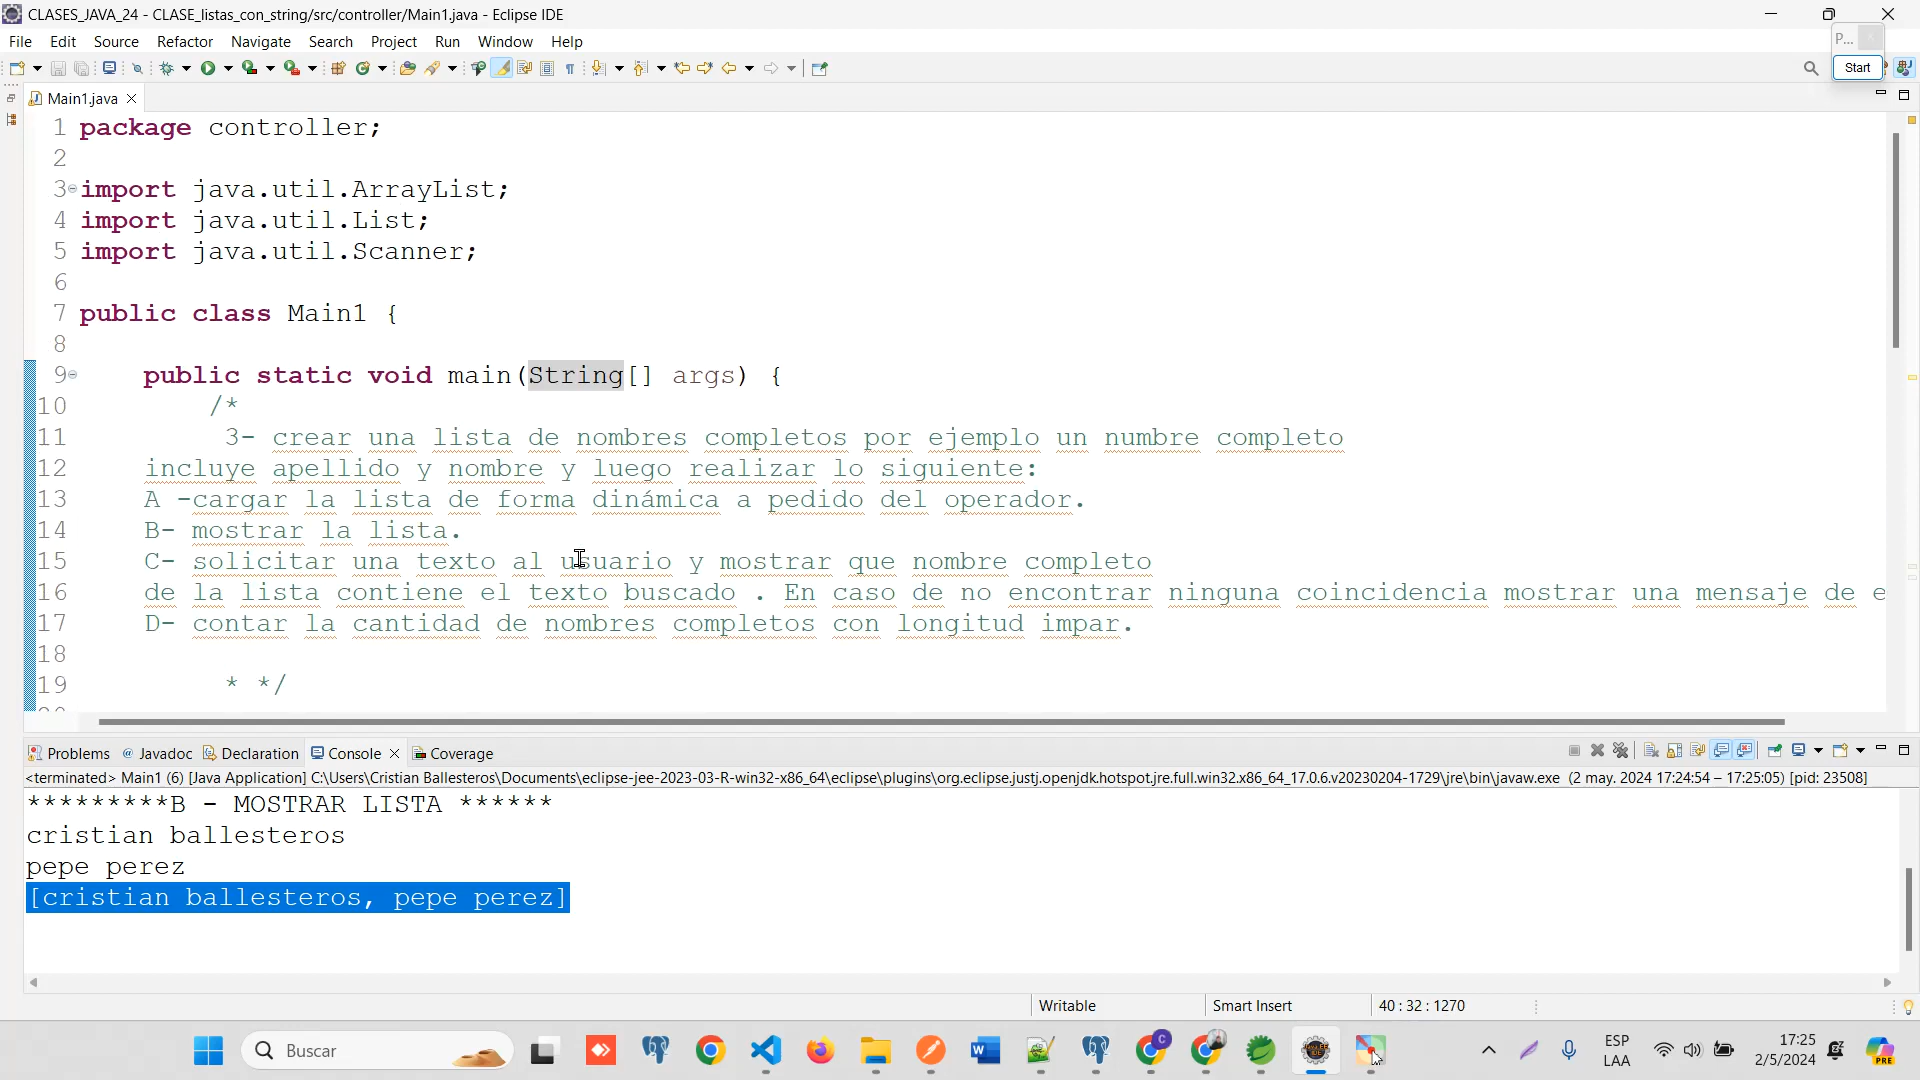 CLASES_JAVA_24 - CLASE_listas_con_string/src/controller/Main1.java - Eclipse IDE
File Edit Source Refactor Navigate Search Project Run Window Help
P...
Start
Main1.java
1 package controller;
2
3 import java.util.ArrayList;
4 import java.util.List;
5 import java.util.Scanner;
6
7 public class Main1 {
8
9 public static void main(String[] args) {
10 /*
11 3- crear una lista de nombres completos por ejemplo un numbre completo
12 incluye apellido y nombre y luego realizar lo siguiente:
13 A -cargar la lista de forma dinámica a pedido del operador.
14 B- mostrar la lista.
15 C- solicitar una texto al usuario y mostrar que nombre completo
16 de la lista contiene el texto buscado . En caso de no encontrar ninguna coincidencia mostrar una mensaje de e
17 D- contar la cantidad de nombres completos con longitud impar.
18
19 * */
Problems Javadoc Declaration Console Coverage
<terminated> Main1 (6) [Java Application] C:\Users\Cristian Ballesteros\Documents\eclipse-jee-2023-03-R-win32-x86_64\eclipse\plugins\org.eclipse.justj.openjdk.hotspot.jre.full.win32.x86_64_17.0.6.v20230204-1729\jre\bin\javaw.exe (2 may. 2024 17:24:54 – 17:25:05) [pid: 23508]
*********B - MOSTRAR LISTA ******
cristian ballesteros
pepe perez
[cristian ballesteros, pepe perez]
Writable Smart Insert 40 : 32 : 1270
Buscar
ESP
LAA
17:25
2/5/2024
PRE